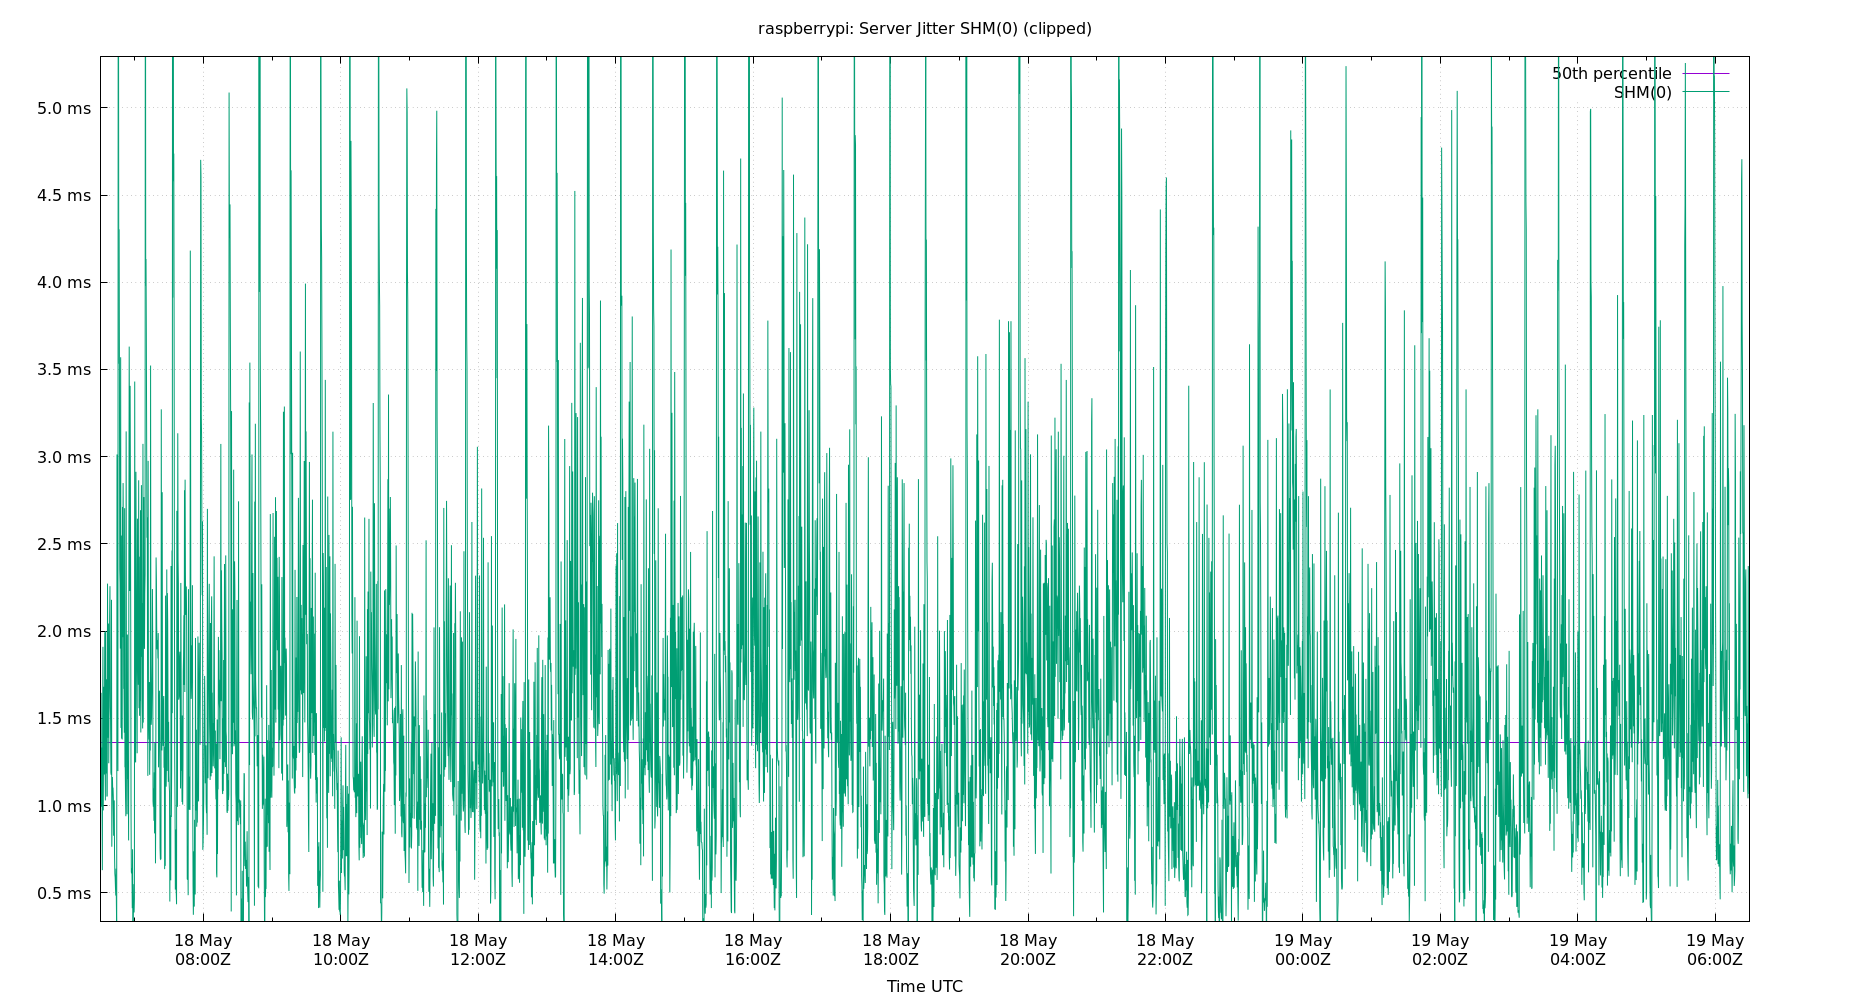 raspberrypi: Server Jitter SHM(0) (clipped)
50th percentile
SHM(0)
5.0 ms
4.5 ms
4.0 ms
3.5 ms
3.0 ms
2.5 ms
2.0 ms
1.5 ms
1.0 ms
0.5 ms
18 May 18 May 18 May 18 May 18 May 18 May 18 May 18 May 19 May 19 May 19 May 19 May
08:00Z 10:00Z 12:00Z 14:00Z 16:00Z 18:00Z 20:00Z 22:00Z 00:00Z 02:00Z 04:00Z 06:00Z
Time UTC